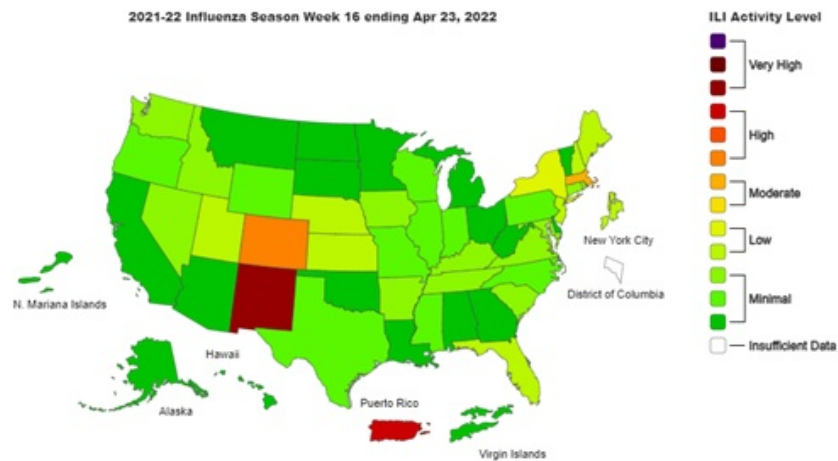 2021-22 Influenza Season Week 16 ending Apr 23, 2022
ILI Activity Level
Very High
High
Moderate
Low
Minimal
Insufficient Data
New York City
District of Columbia
N. Mariana Islands
Hawaii
Alaska
Puerto Rico
Virgin Islands